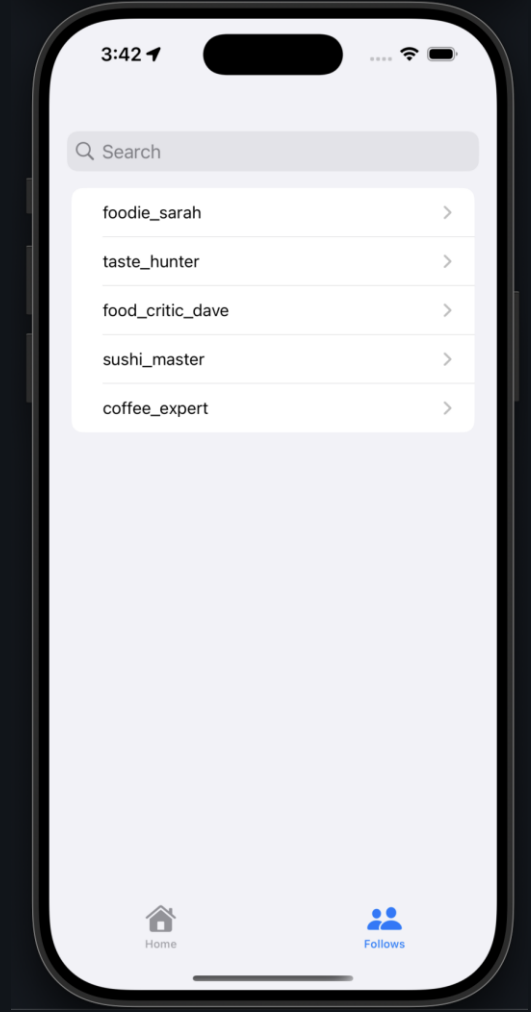 3:42
Search
foodie_sarah
taste_hunter
food_critic_dave
sushi_master
coffee_expert
Home
Follows